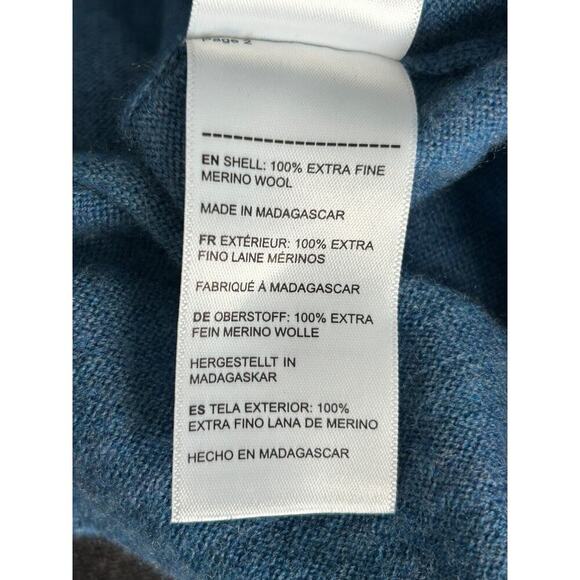 Page 2
EN SHELL: 100% EXTRA FINE
MERINO WOOL
MADE IN MADAGASCAR
FR EXTÉRIEUR: 100% EXTRA
FINO LAINE MÉRINOS
FABRIQUÉ À MADAGASCAR
DE OBERSTOFF: 100% EXTRA
FEIN MERINO WOLLE
HERGESTELLT IN
MADAGASKAR
ES TELA EXTERIOR: 100%
EXTRA FINO LANA DE MERINO
HECHO EN MADAGASCAR